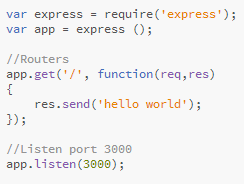 var express = require('express');
var app = express ();
//Routers
app.get('/', function(req,res)
{
    res.send('hello world');
});
//Listen port 3000
app.listen(3000);